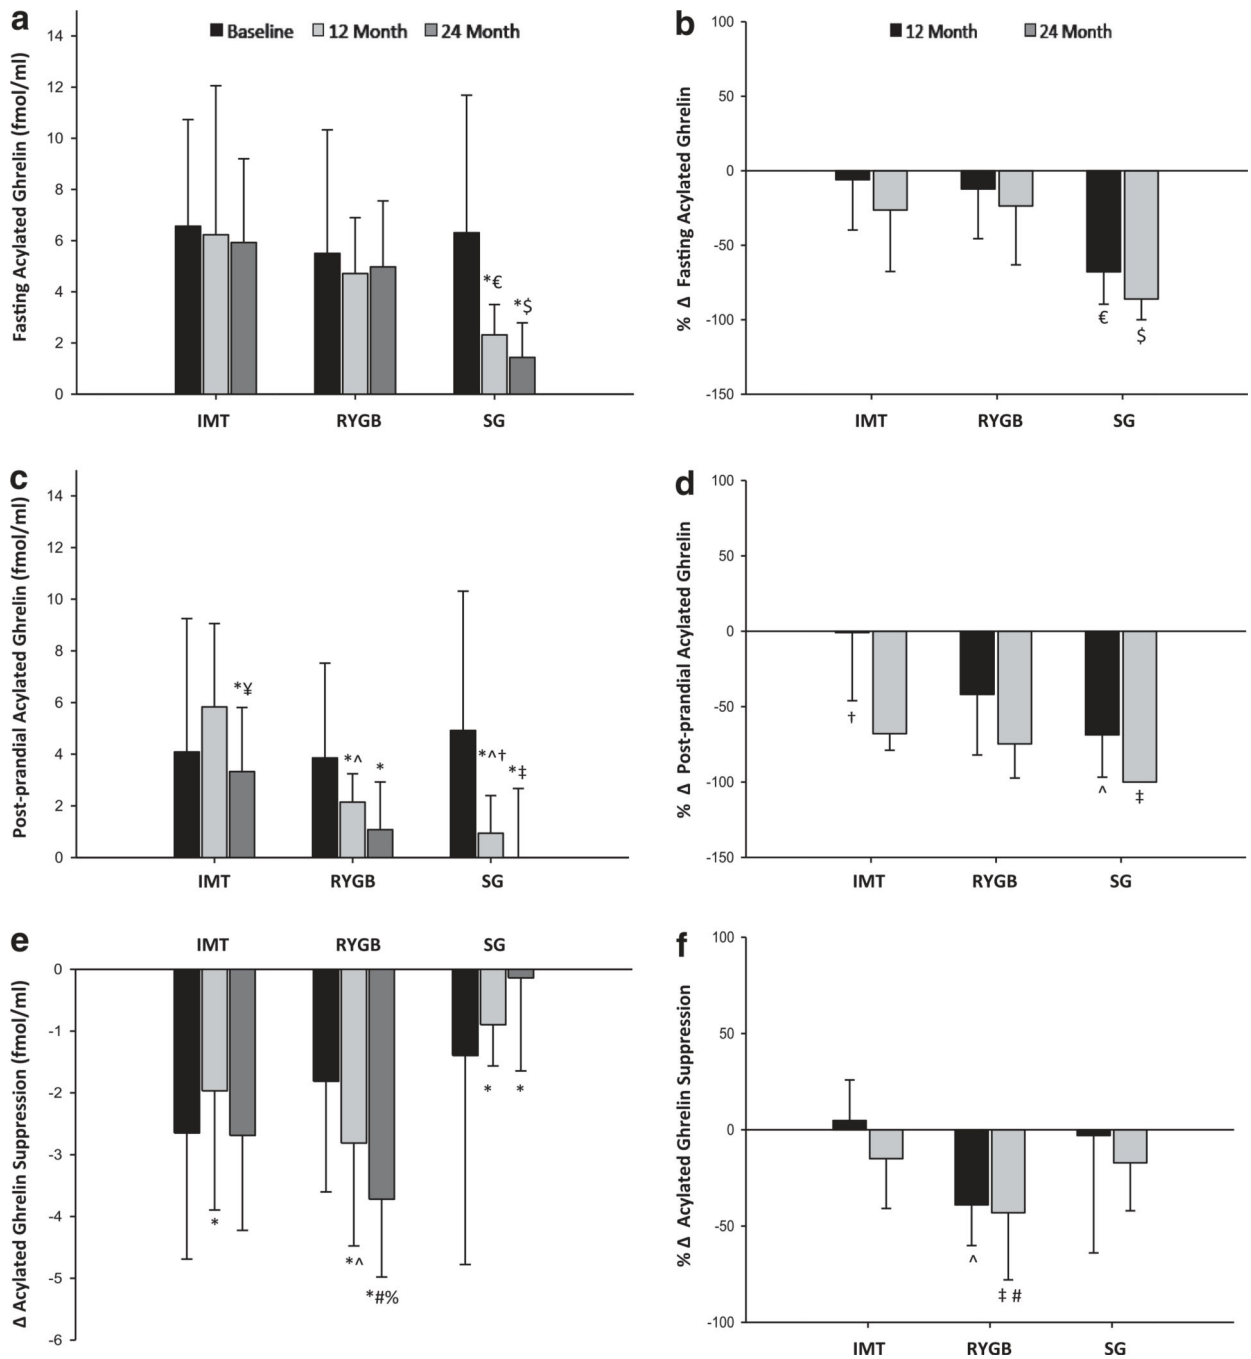 a
Baseline 12 Month 24 Month
Fasting Acylated Ghrelin (fmol/ml)
14
12
10
8
6
4
2
0
*€
*$
IMT RYGB SG
b
12 Month 24 Month
% Δ Fasting Acylated Ghrelin
100
50
0
-50
-100
-150
€
$
IMT RYGB SG
c
Post-prandial Acylated Ghrelin (fmol/ml)
14
12
10
8
6
4
2
0
*¥
*^
*
*^†
*‡
IMT RYGB SG
d
% Δ Post-prandial Acylated Ghrelin
100
50
0
-50
-100
-150
†
^
‡
IMT RYGB SG
e
IMT RYGB SG
Δ Acylated Ghrelin Suppression (fmol/ml)
0
-1
-2
-3
-4
-5
-6
*
*^
*#%
*
*
f
% Δ Acylated Ghrelin Suppression
100
50
0
-50
-100
^
‡ #
IMT RYGB SG